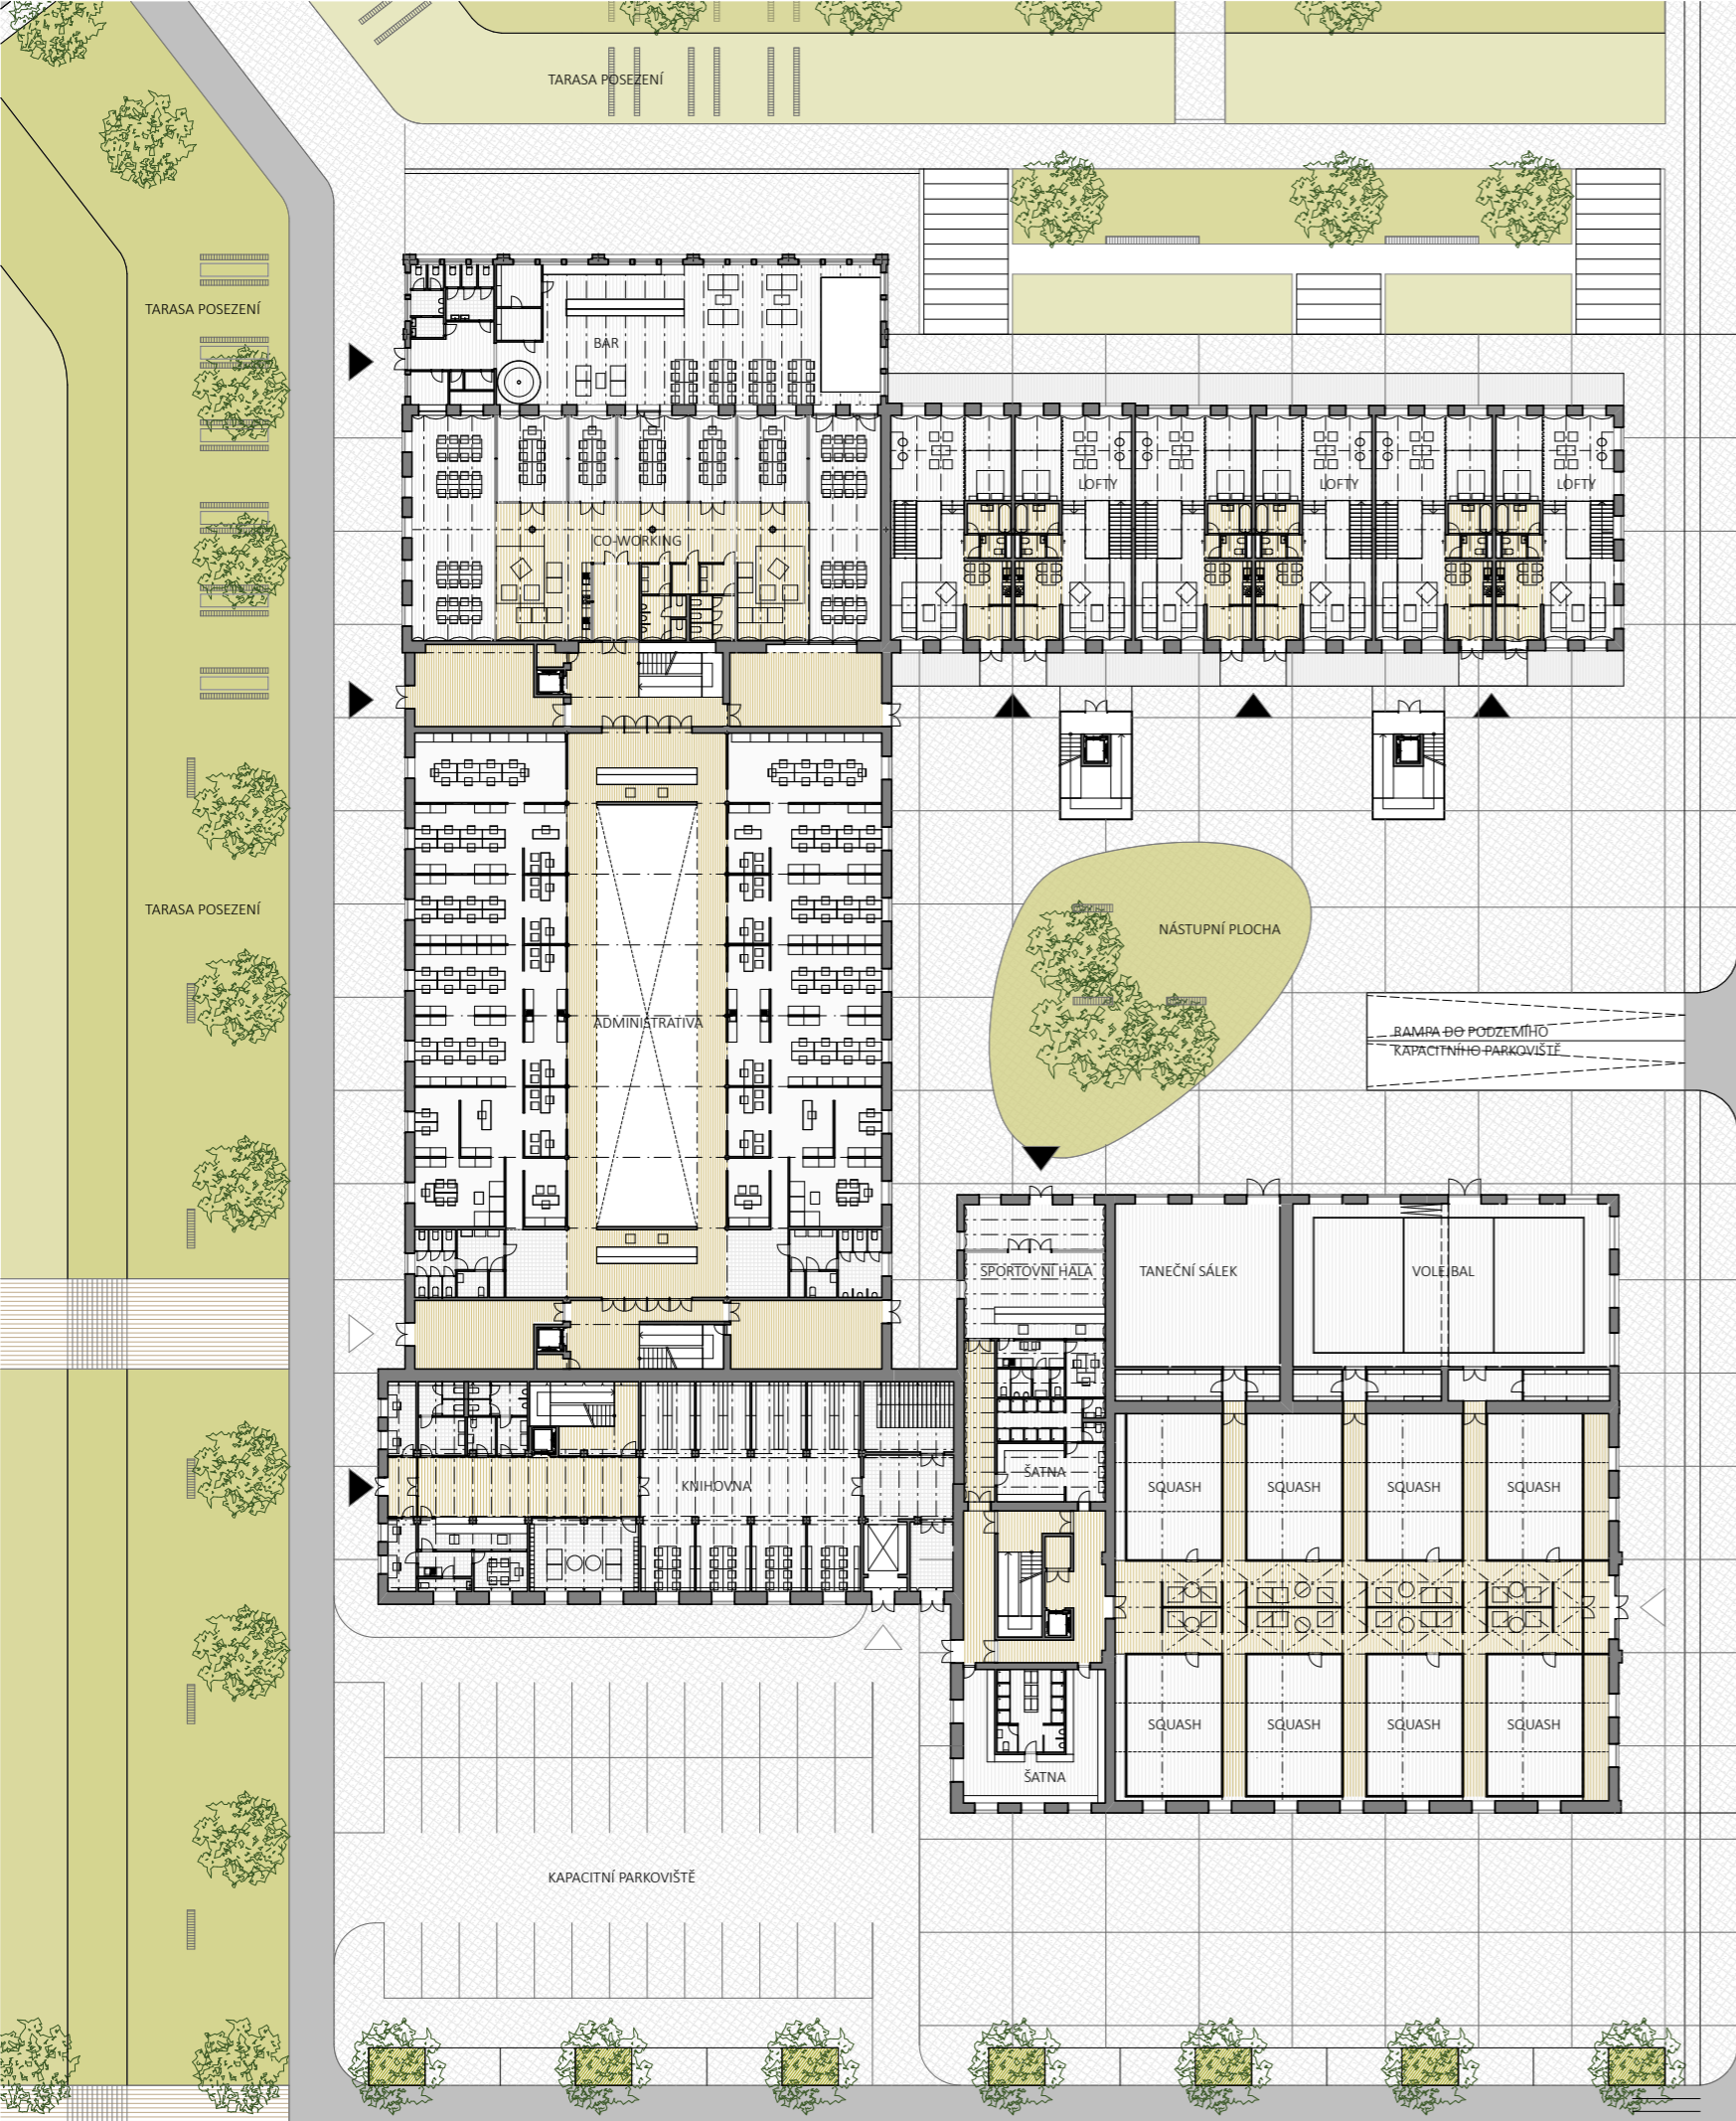 TARASA POSEZENÍ
TARASA POSEZENÍ
BAR
LOFTY
LOFTY
LOFTY
CO-WORKING
TARASA POSEZENÍ
NÁSTUPNÍ PLOCHA
ADMINISTRATIVA
RAMPA DO PODZEMÍHO
KAPACITNÍHO PARKOVIŠTĚ
SPORTOVNÍ HALA
TANEČNÍ SÁLEK
VOLEJBAL
ŠATNA
KNIHOVNA
SQUASH
SQUASH
SQUASH
SQUASH
SQUASH
SQUASH
SQUASH
SQUASH
ŠATNA
KAPACITNÍ PARKOVIŠTĚ